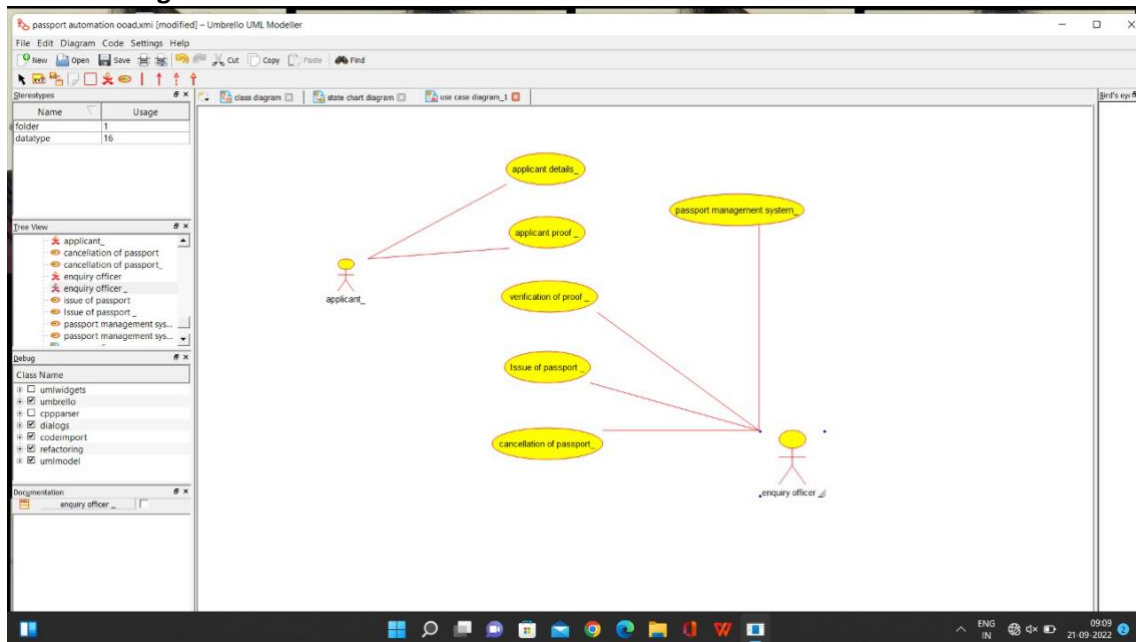 passport automation ooad.xmi [modified] – Umbrello UML Modeller
File Edit Diagram Code Settings Help
New Open Save Cut Copy Paste Find
Stereotypes
Name Usage
folder 1
datatype 16
class diagram state chart diagram use case diagram_1
Bird's eye
Tree View
applicant_
cancellation of passport
cancellation of passport_
enquiry officer
enquiry officer _
issue of passport
Issue of passport _
passport management sys...
passport management sys...
Debug
Class Name
umlwidgets
umbrello
cppparser
dialogs
codeimport
refactoring
umlmodel
Documentation
enquiry officer _
applicant details_
passport management system_
applicant proof _
applicant_
verification of proof _
Issue of passport _
cancellation of passport_
enquiry officer _
ENG
IN
09:09
21-09-2022
2